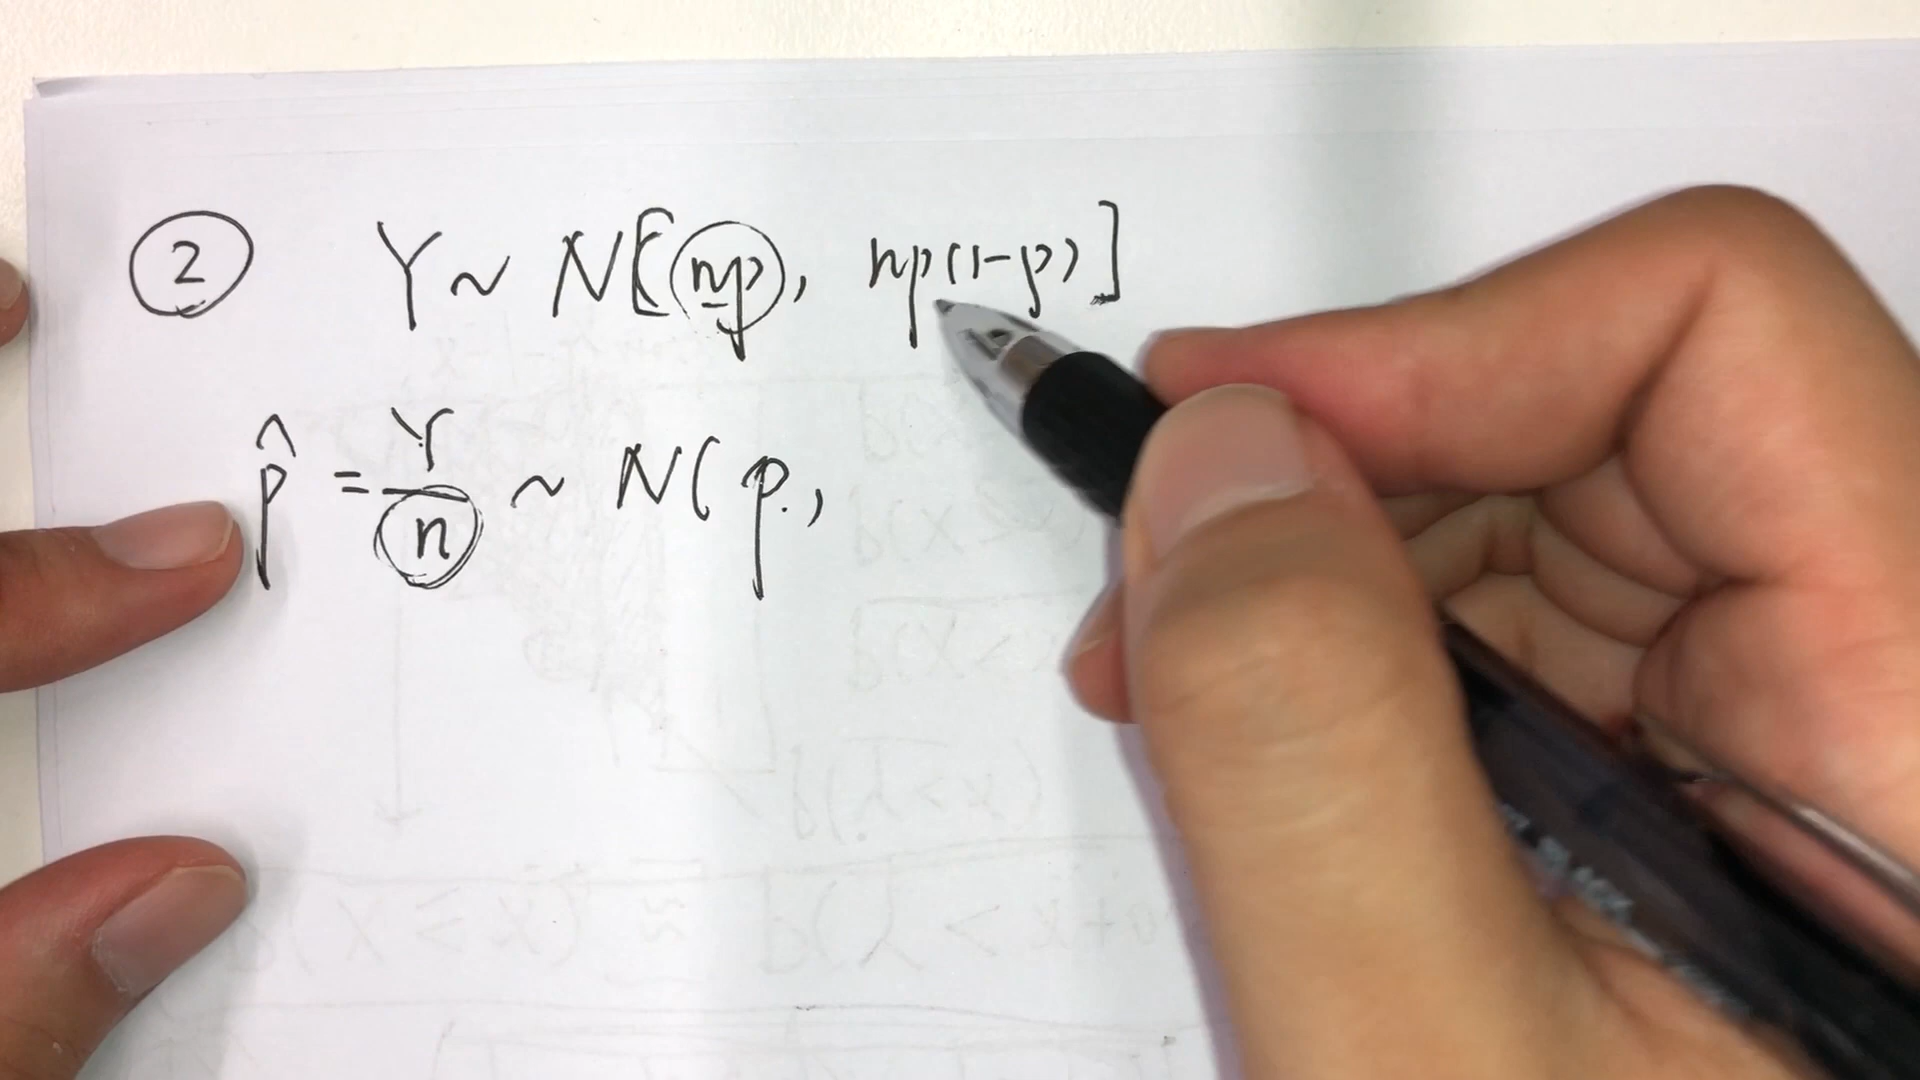 ② Y ~ N[(np), np(1-p)]
p̂ = Y/n ~ N(p,